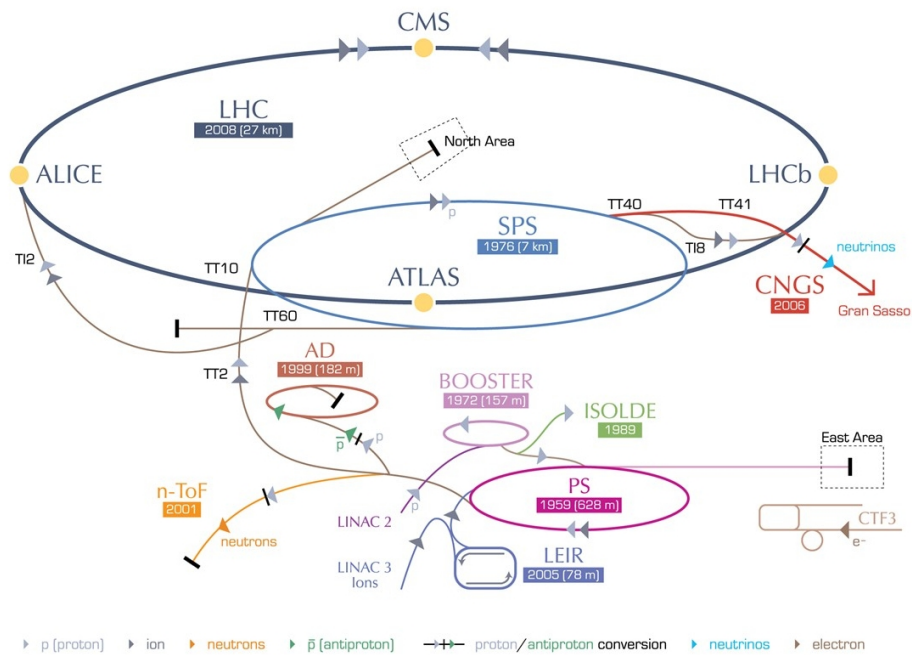 CMS
LHC
2008 (27 km)
North Area
ALICE
LHCb
TT40
TT41
SPS
1976 (7 km)
p
TI8
TI2
TT10
neutrinos
ATLAS
CNGS
2006
Gran Sasso
TT60
AD
1999 (182 m)
TT2
BOOSTER
1972 (157 m)
ISOLDE
1989
p̅
p
East Area
n-ToF
2001
PS
1959 (628 m)
p
LINAC 2
CTF3
neutrons
e⁻
LINAC 3
Ions
LEIR
2005 (78 m)
p (proton)
ion
neutrons
p̅ (antiproton)
proton/antiproton conversion
neutrinos
electron